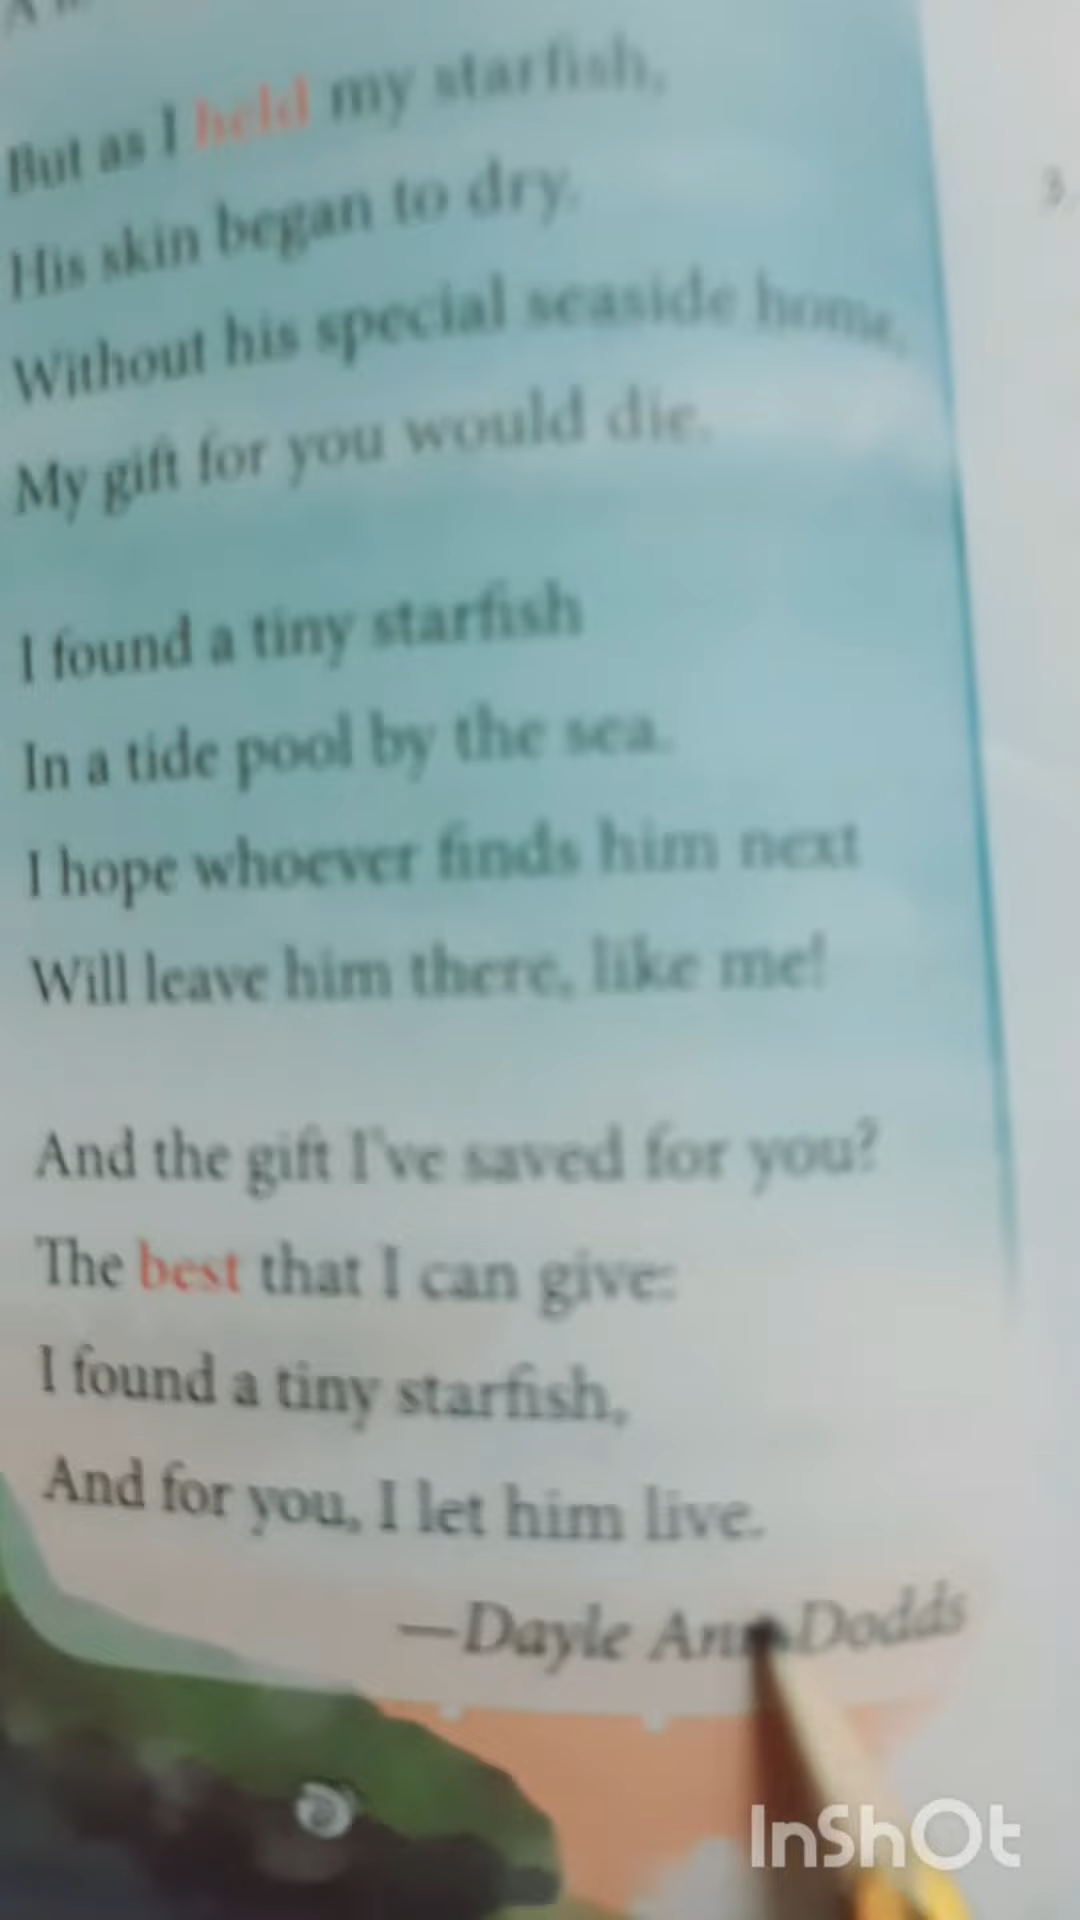 But as I held my starfish,
His skin began to dry.
Without his special seaside home,
My gift for you would die.
I found a tiny starfish
In a tide pool by the sea.
I hope whoever finds him next
Will leave him there, like me!
And the gift I've saved for you?
The best that I can give:
I found a tiny starfish,
And for you, I let him live.
—Dayle Ann Dodds
3.
InShOt